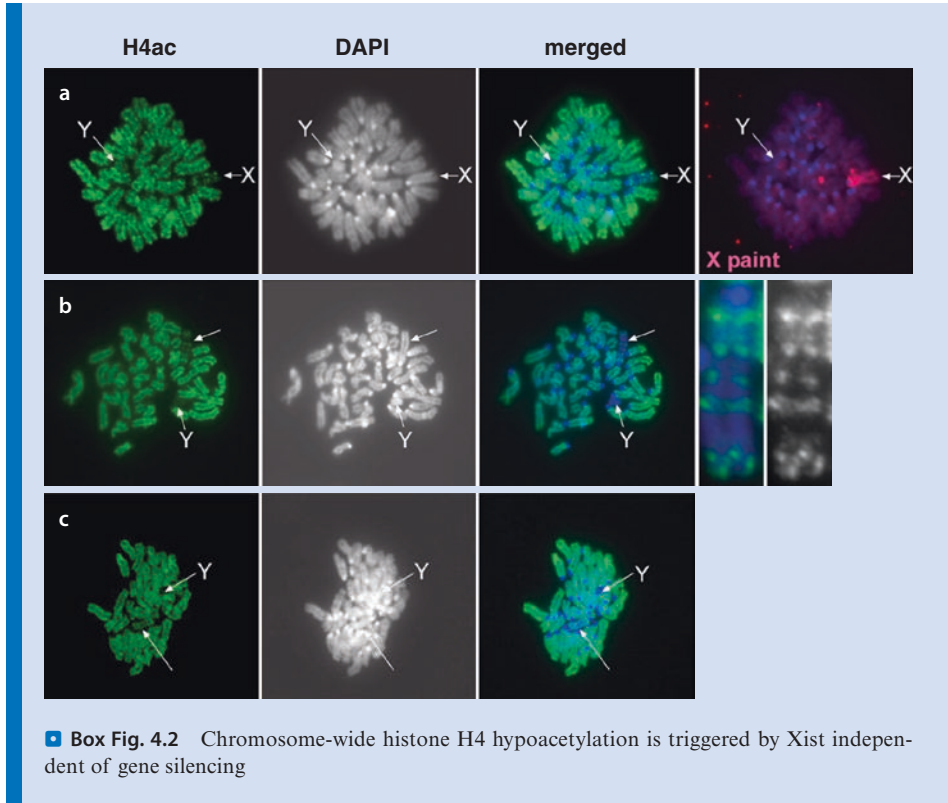 H4ac DAPI merged
a
Y X Y X Y X Y X
X paint
b
Y Y Y
c
Y Y Y
Box Fig. 4.2 Chromosome-wide histone H4 hypoacetylation is triggered by Xist indepen-
dent of gene silencing